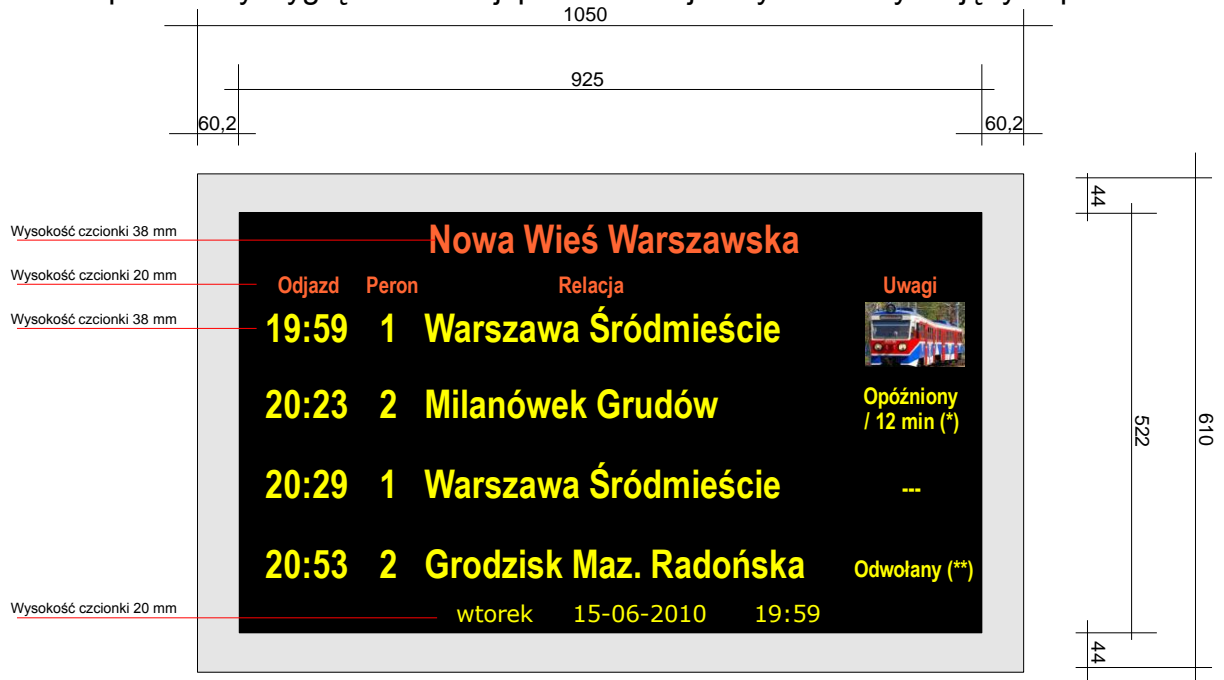 1050
925
60,2 60,2
44
Wysokość czcionki 38 mm
Nowa Wieś Warszawska
Wysokość czcionki 20 mm
Odjazd Peron Relacja Uwagi
Wysokość czcionki 38 mm
19:59 1 Warszawa Śródmieście
20:23 2 Milanówek Grudów Opóźniony
/ 12 min (*)
522
610
20:29 1 Warszawa Śródmieście ---
20:53 2 Grodzisk Maz. Radońska Odwołany (**)
Wysokość czcionki 20 mm
wtorek 15-06-2010 19:59
44